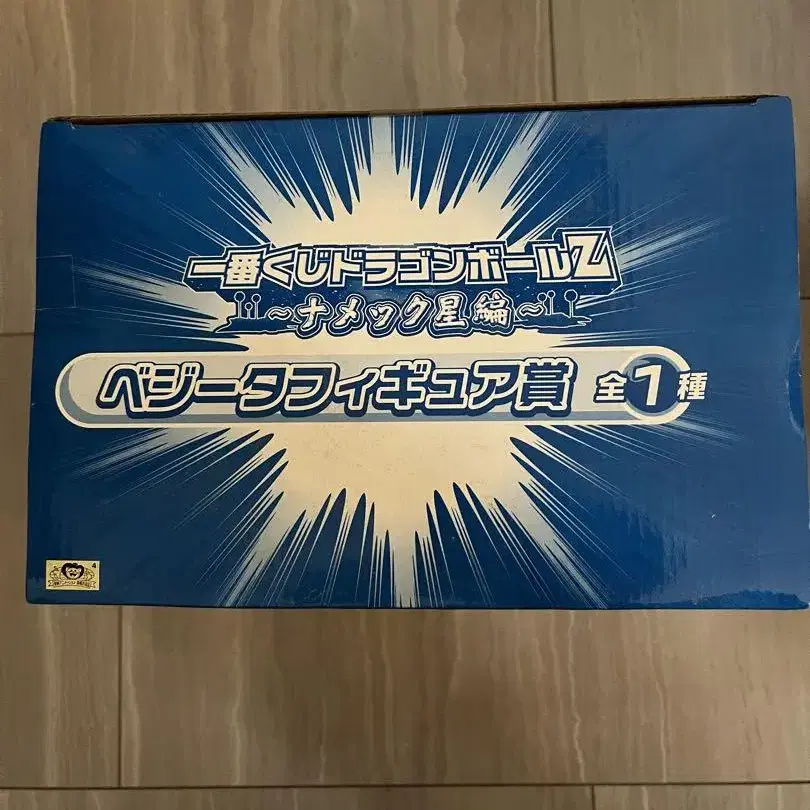 一番くじドラゴンボールZ
～ナメック星編～
ベジータフィギュア賞 全1種
4